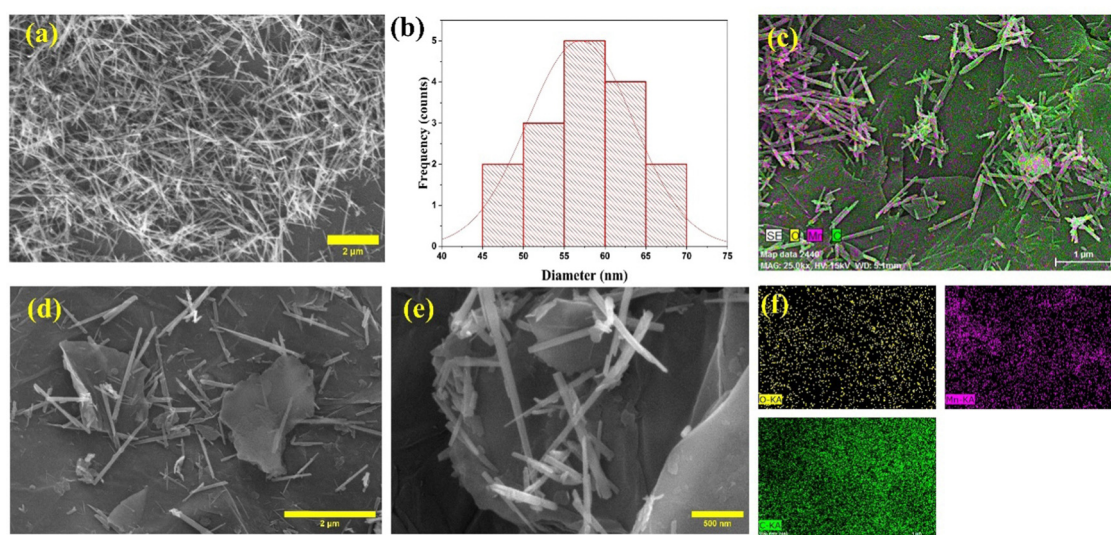 (a)
2 µm
(b)
Frequency (counts)
5
4
3
2
1
0
40 45 50 55 60 65 70 75
Diameter (nm)
(c)
SE O Mn C
Map data 2440
MAG: 25.0kx HV: 15kV WD: 5.1mm
1 µm
(d)
2 µm
(e)
500 nm
(f)
O-KA
Mn-KA
C-KA